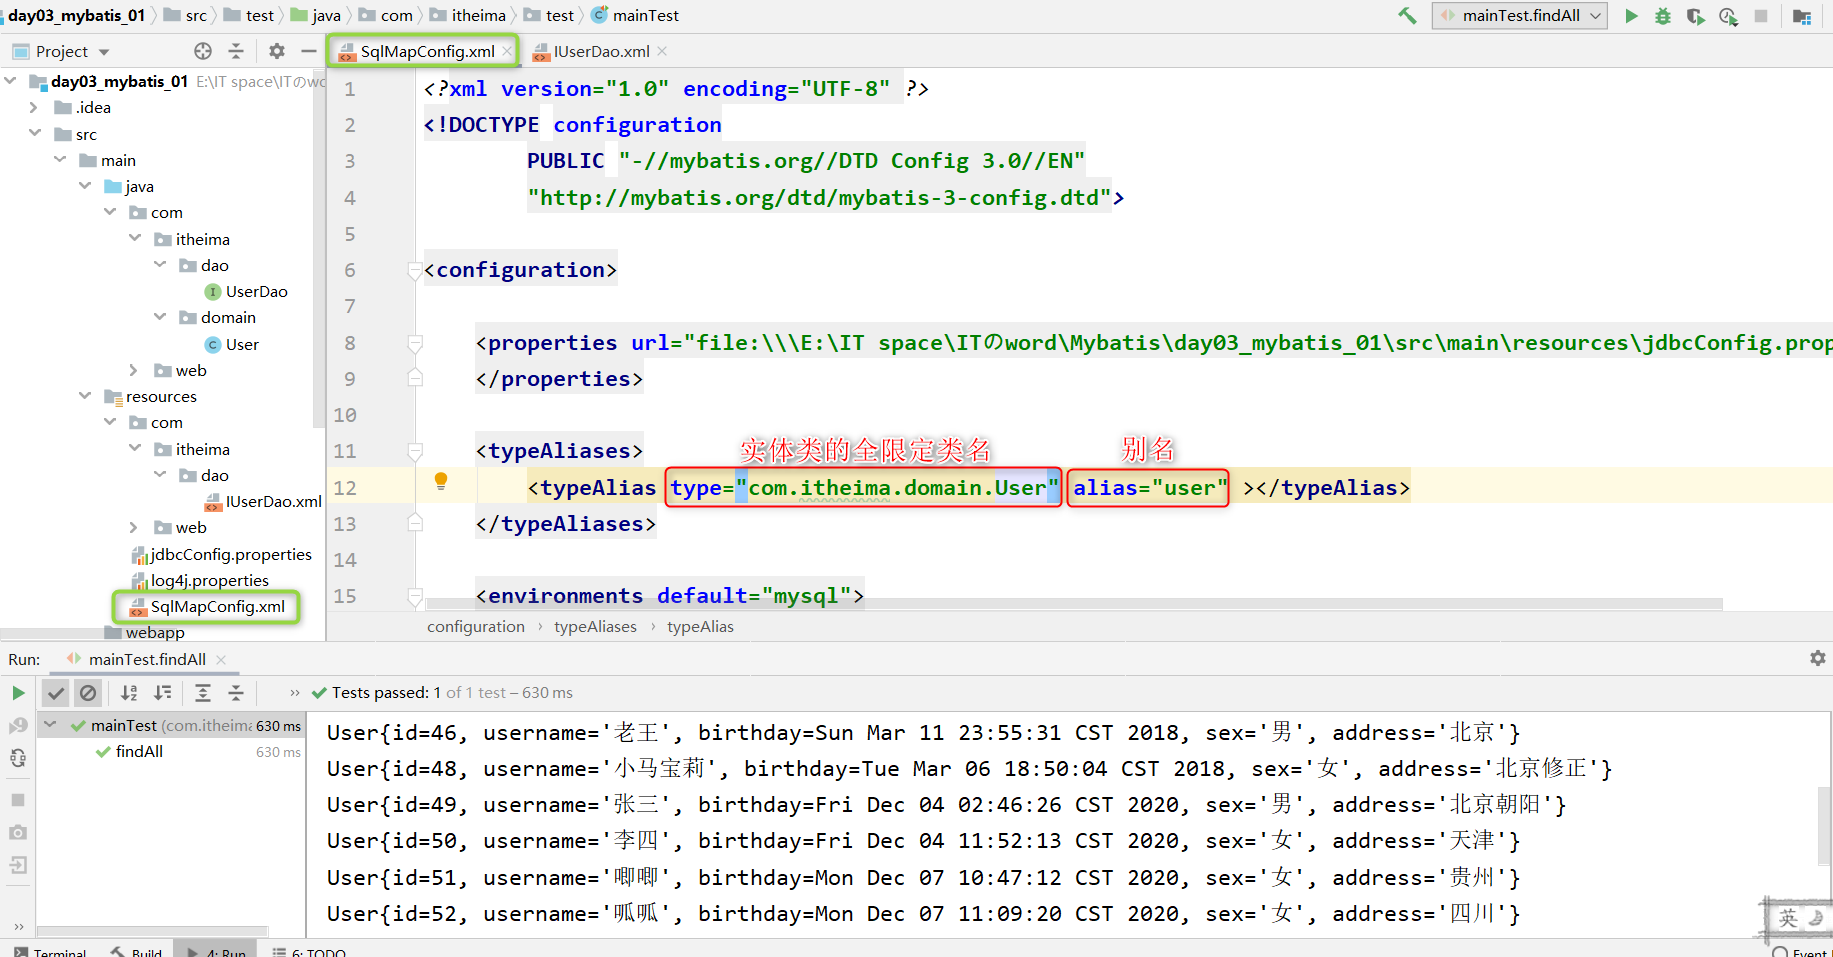 day03_mybatis_01 src test java com itheima test mainTest
mainTest.findAll
Project
SqlMapConfig.xml
IUserDao.xml
day03_mybatis_01 E:\IT space\ITのwo
.idea
src
main
java
com
itheima
dao
UserDao
domain
User
web
resources
com
itheima
dao
IUserDao.xml
web
jdbcConfig.properties
log4j.properties
SqlMapConfig.xml
webapp
1 <?xml version="1.0" encoding="UTF-8" ?>
2 <!DOCTYPE configuration
3 PUBLIC "-//mybatis.org//DTD Config 3.0//EN"
4 "http://mybatis.org/dtd/mybatis-3-config.dtd">
5
6 <configuration>
7
8 <properties url="file:\\\E:\IT space\ITのword\Mybatis\day03_mybatis_01\src\main\resources\jdbcConfig.prop
9 </properties>
10
11 <typeAliases>
实体类的全限定类名 别名
12 <typeAlias type="com.itheima.domain.User" alias="user" ></typeAlias>
13 </typeAliases>
14
15 <environments default="mysql">
configuration › typeAliases › typeAlias
Run: mainTest.findAll
Tests passed: 1 of 1 test – 630 ms
mainTest (com.itheima 630 ms
findAll 630 ms
User{id=46, username='老王', birthday=Sun Mar 11 23:55:31 CST 2018, sex='男', address='北京'}
User{id=48, username='小马宝莉', birthday=Tue Mar 06 18:50:04 CST 2018, sex='女', address='北京修正'}
User{id=49, username='张三', birthday=Fri Dec 04 02:46:26 CST 2020, sex='男', address='北京朝阳'}
User{id=50, username='李四', birthday=Fri Dec 04 11:52:13 CST 2020, sex='女', address='天津'}
User{id=51, username='唧唧', birthday=Mon Dec 07 10:47:12 CST 2020, sex='女', address='贵州'}
User{id=52, username='呱呱', birthday=Mon Dec 07 11:09:20 CST 2020, sex='女', address='四川'}
英
Terminal Build 4: Run 6: TODO Event